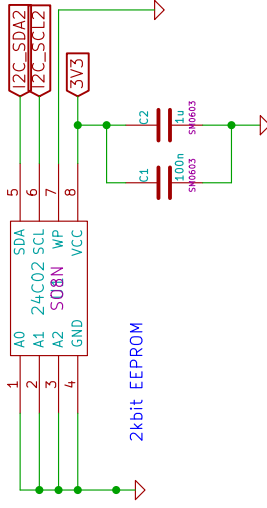 I2C_SDA2
I2C_SCL2
3V3
C2
1u
SM0603
C1
100n
SM0603
5
6
7
8
SDA
SCL
WP
VCC
24C02
SO8N
A0
A1
A2
GND
1
2
3
4
2kbit EEPROM